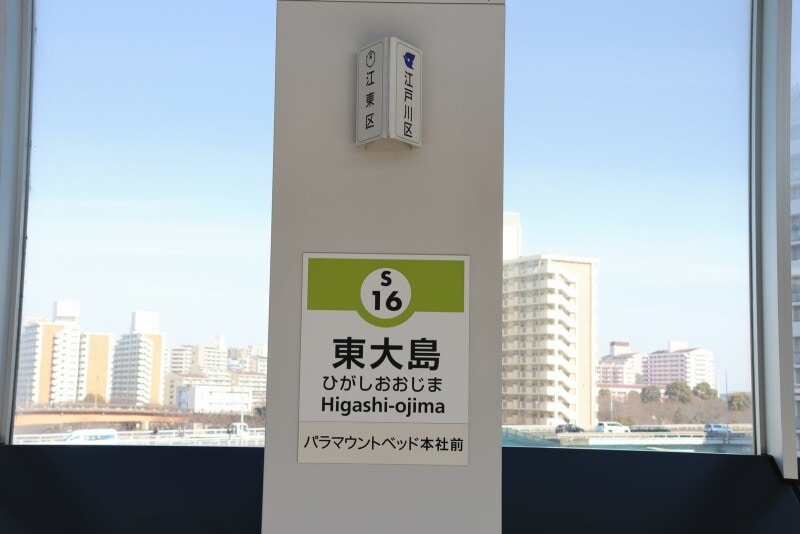 江東区
江戸川区
S
16
東大島
ひがしおおじま
Higashi-ojima
パラマウントベッド本社前